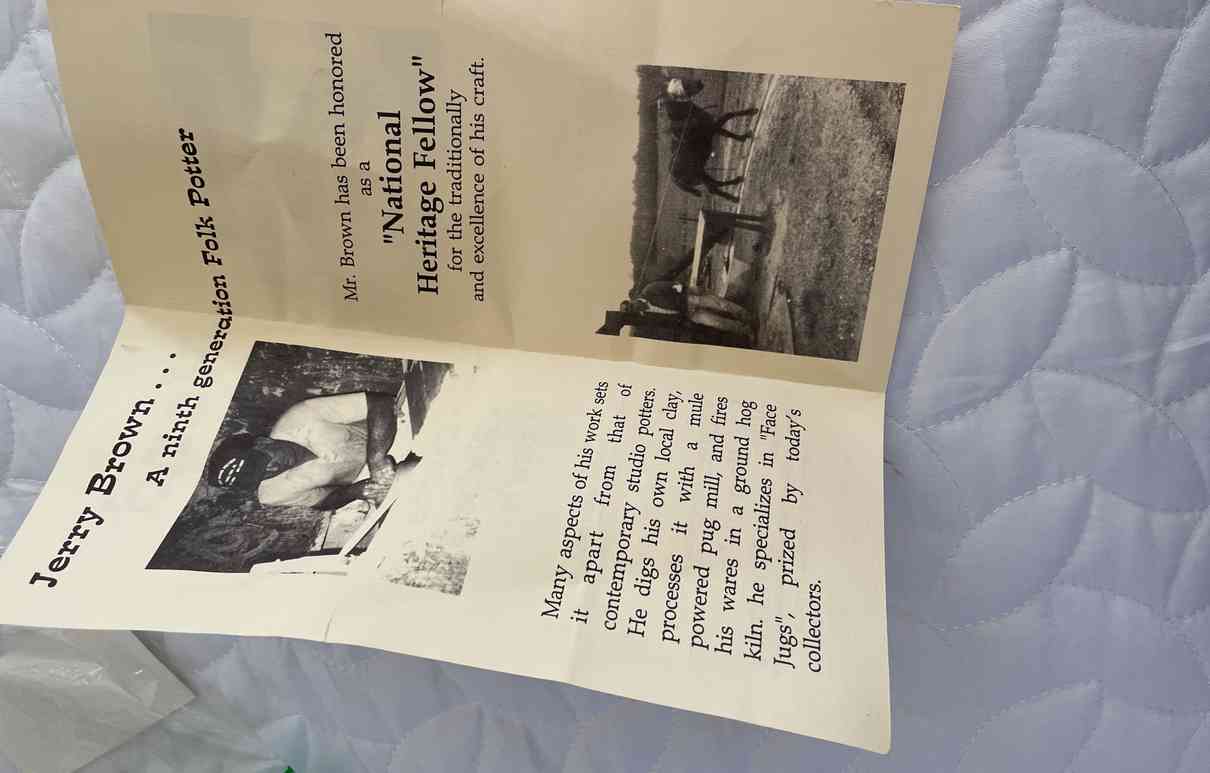 Jerry Brown . . .
A ninth generation Folk Potter
Many aspects of his work sets
it apart from that of
contemporary studio potters.
He digs his own local clay,
processes it with a mule
powered pug mill, and fires
his wares in a ground hog
kiln. he specializes in "Face
Jugs", prized by today's
collectors.
Mr. Brown has been honored
as a
"National
Heritage Fellow"
for the traditionally
and excellence of his craft.